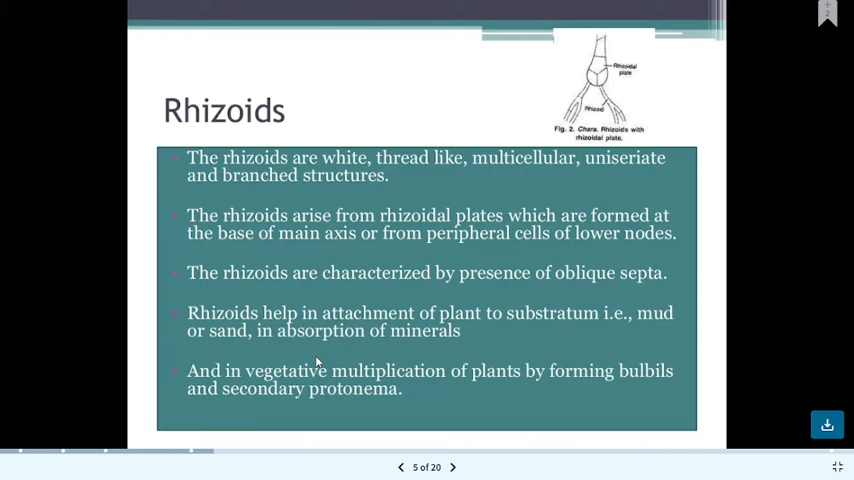 2
Rhizoidal
plate
Rhizoid
Fig. 2. Chara. Rhizoids with
rhizoidal plate.
Rhizoids
• The rhizoids are white, thread like, multicellular, uniseriate
and branched structures.
• The rhizoids arise from rhizoidal plates which are formed at
the base of main axis or from peripheral cells of lower nodes.
• The rhizoids are characterized by presence of oblique septa.
• Rhizoids help in attachment of plant to substratum i.e., mud
or sand, in absorption of minerals
• And in vegetative multiplication of plants by forming bulbils
and secondary protonema.
5 of 20